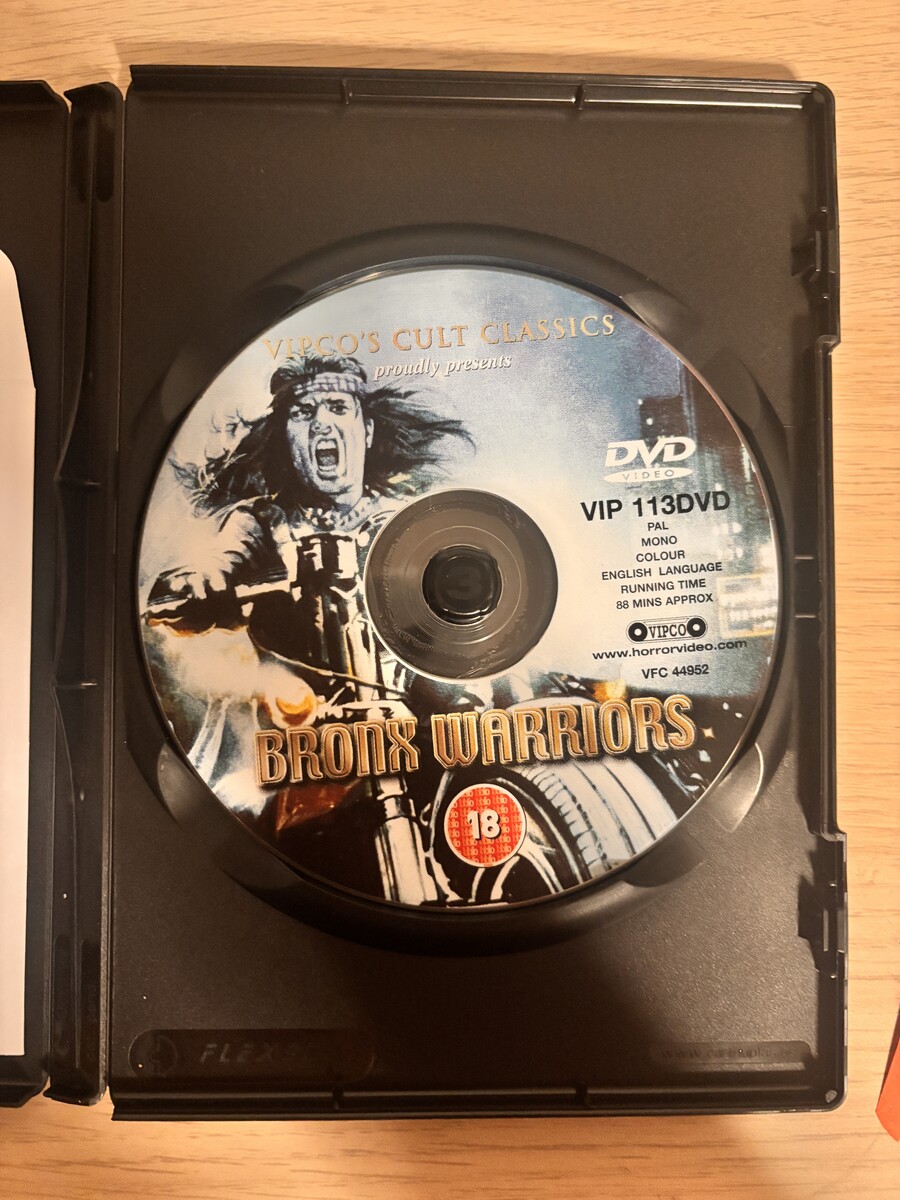 VIPCO'S CULT CLASSICS
proudly presents
DVD
VIDEO
VIP 113DVD
PAL
MONO
COLOUR
ENGLISH LANGUAGE
RUNNING TIME
88 MINS APPROX
VIPCO
www.horrorvideo.com
VFC 44952
BRONX WARRIORS
18